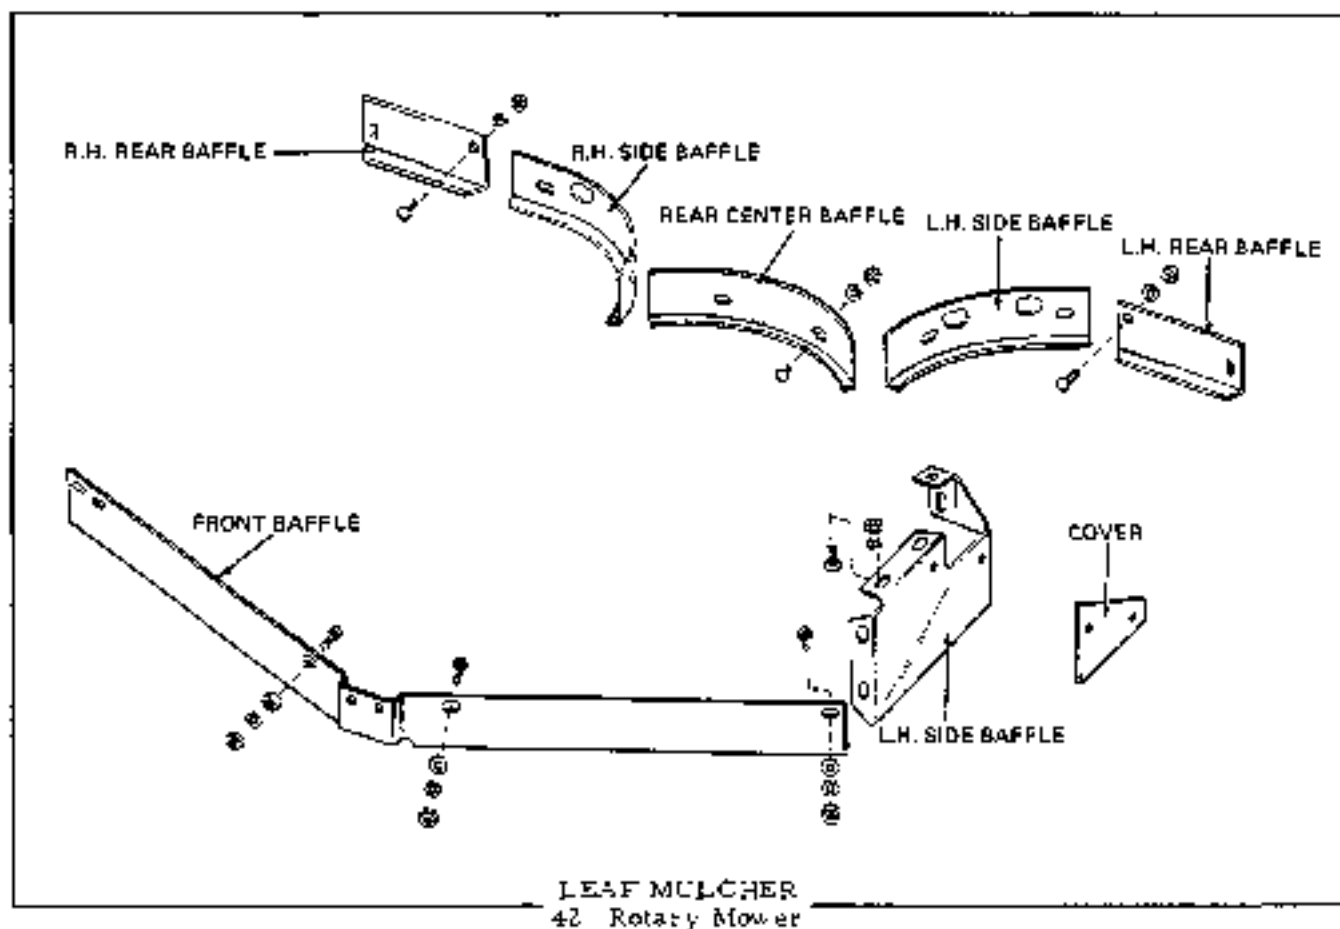 R.H. REAR BAFFLE
R.H. SIDE BAFFLE
REAR CENTER BAFFLE
L.H. SIDE BAFFLE
L.H. REAR BAFFLE
FRONT BAFFLE
COVER
L.H. SIDE BAFFLE
LEAF MULCHER
42 Rotary Mower